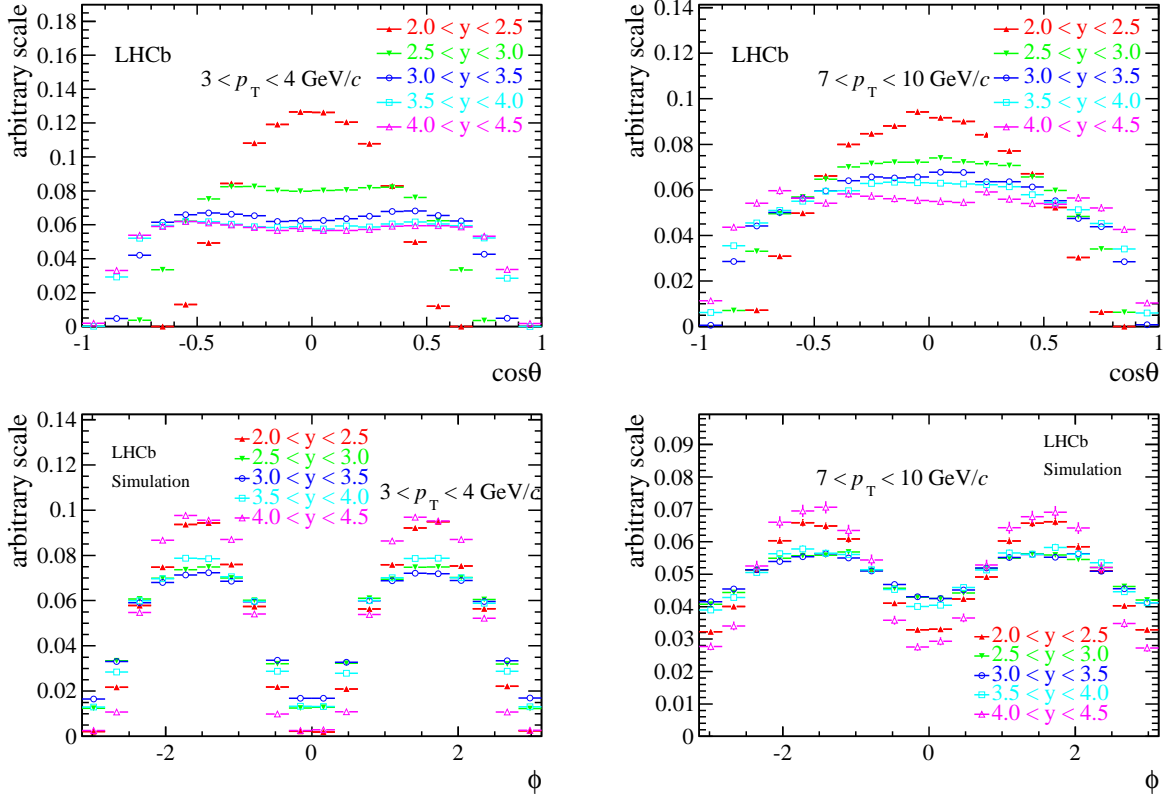 arbitrary scale
0.18
0.16
0.14
0.12
0.1
0.08
0.06
0.04
0.02
0
LHCb
3 < pT < 4 GeV/c
2.0 < y < 2.5
2.5 < y < 3.0
3.0 < y < 3.5
3.5 < y < 4.0
4.0 < y < 4.5
-1 -0.5 0 0.5 1
cosθ
arbitrary scale
0.14
0.12
0.1
0.08
0.06
0.04
0.02
0
LHCb
7 < pT < 10 GeV/c
2.0 < y < 2.5
2.5 < y < 3.0
3.0 < y < 3.5
3.5 < y < 4.0
4.0 < y < 4.5
-1 -0.5 0 0.5 1
cosθ
arbitrary scale
0.14
0.12
0.1
0.08
0.06
0.04
0.02
0
LHCb
Simulation
2.0 < y < 2.5
2.5 < y < 3.0
3.0 < y < 3.5
3.5 < y < 4.0
4.0 < y < 4.5
3 < pT < 4 GeV/c
-2 0 2
ϕ
arbitrary scale
0.09
0.08
0.07
0.06
0.05
0.04
0.03
0.02
0.01
0
7 < pT < 10 GeV/c
LHCb
Simulation
2.0 < y < 2.5
2.5 < y < 3.0
3.0 < y < 3.5
3.5 < y < 4.0
4.0 < y < 4.5
-2 0 2
ϕ